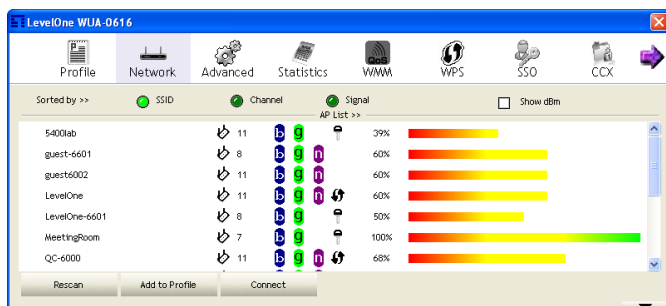 LevelOne WUA-0616
Profile Network Advanced Statistics WMM WPS SSO CCX
Sorted by >> SSID Channel Signal Show dBm
AP List >>
5400lab 11 b g 39%
guest-6601 8 b g n 60%
guest6002 11 b g n 60%
LevelOne 11 b g n 60%
LevelOne-6601 8 b g 50%
MeetingRoom 7 b g 100%
QC-6000 11 b g n 68%
Rescan Add to Profile Connect